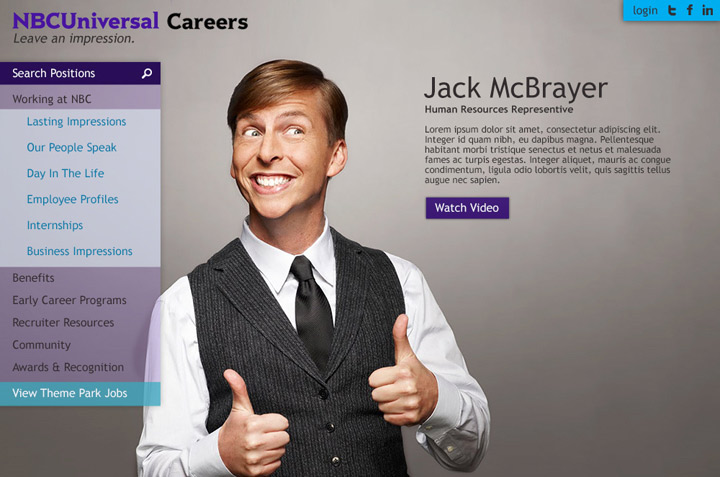 NBCUniversal Careers
Leave an impression.
login
Search Positions
Working at NBC
Lasting Impressions
Our People Speak
Day In The Life
Employee Profiles
Internships
Business Impressions
Benefits
Early Career Programs
Recruiter Resources
Community
Awards & Recognition
View Theme Park Jobs
Jack McBrayer
Human Resources Representive
Lorem ipsum dolor sit amet, consectetur adipiscing elit.
Integer id quam nibh, eu dapibus magna. Pellentesque
habitant morbi tristique senectus et netus et malesuada
fames ac turpis egestas. Integer aliquet, mauris ac congue
condimentum, ligula odio lobortis velit, quis sagittis tellus
augue nec sapien.
Watch Video